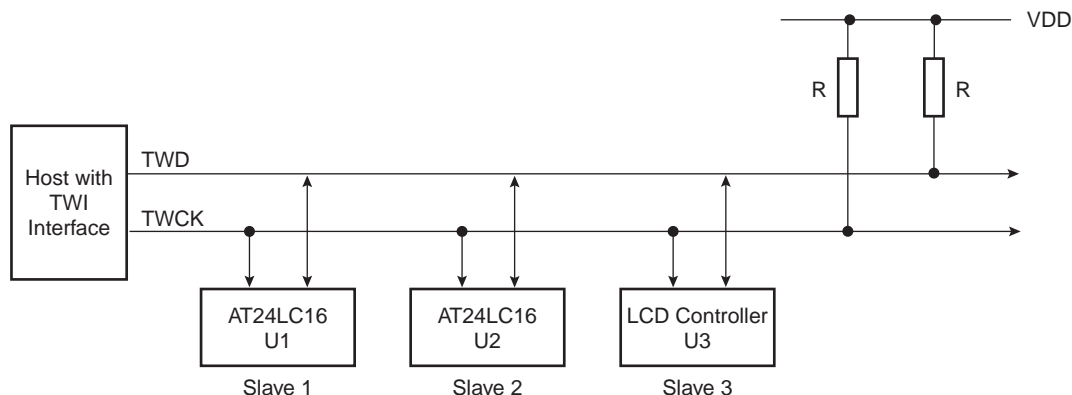 VDD
R
R
Host with
TWI
Interface
TWD
TWCK
AT24LC16
U1
AT24LC16
U2
LCD Controller
U3
Slave 1
Slave 2
Slave 3